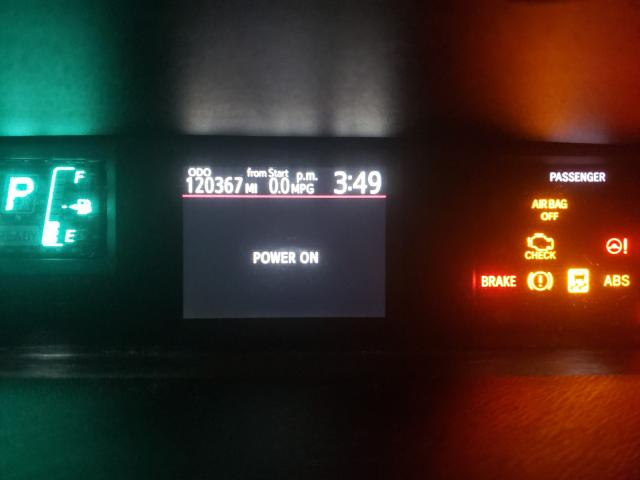 P
F
E
ODO from Start p.m.
120367 MI 0.0 MPG 3:49
POWER ON
PASSENGER
AIR BAG
OFF
CHECK
BRAKE ABS